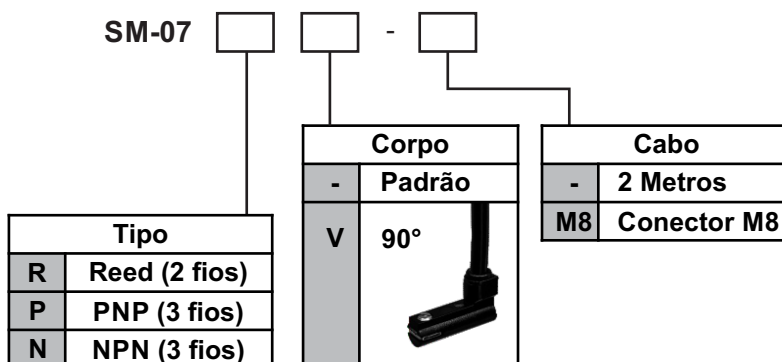 SM-07 -
Tipo
R Reed (2 fios)
P PNP (3 fios)
N NPN (3 fios)
Corpo
- Padrão
V 90°
Cabo
- 2 Metros
M8 Conector M8